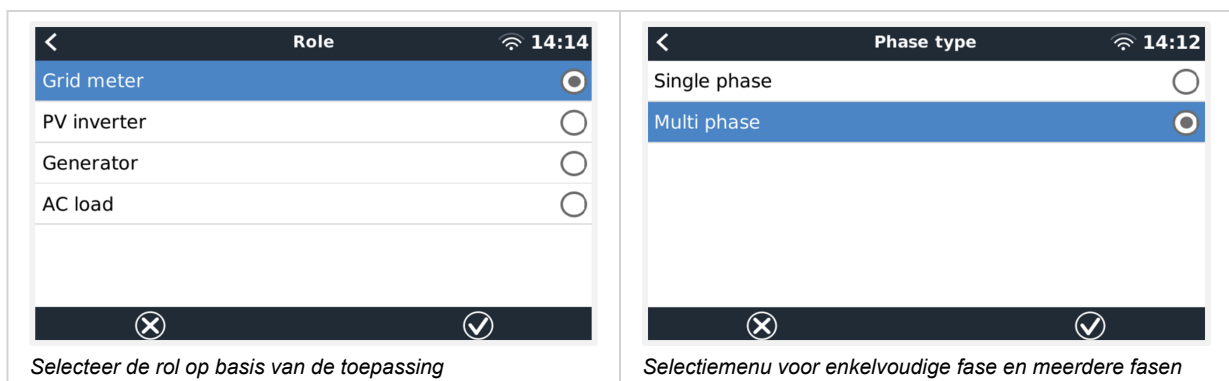 Role 14:14
Grid meter
PV inverter
Generator
AC load
Selecteer de rol op basis van de toepassing
Phase type 14:12
Single phase
Multi phase
Selectiemenu voor enkelvoudige fase en meerdere fasen